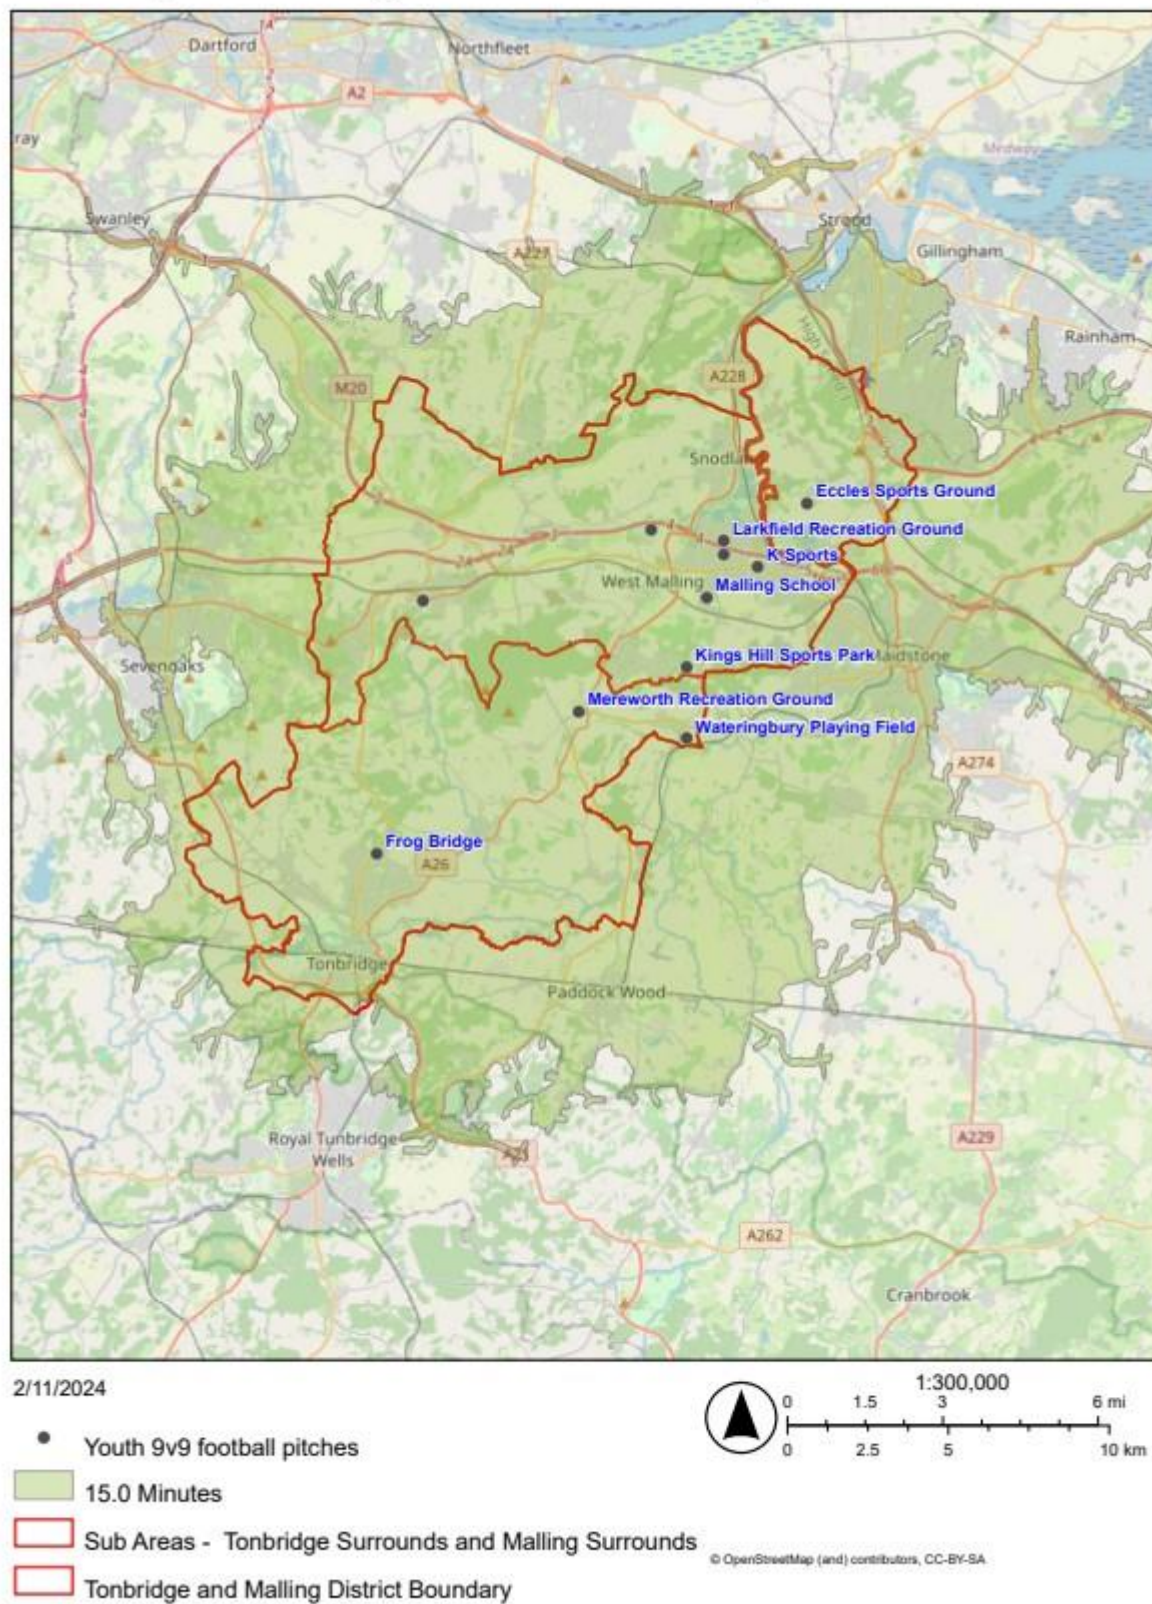 Dartford
Northfleet
A2
ray
Medway
Swanley
Strood
A227
Gillingham
Rainham
M20
A228
Snodlan
Eccles Sports Ground
Larkfield Recreation Ground
K Sports
West Malling
Malling School
Sevenoaks
Kings Hill Sports Park
Maidstone
Mereworth Recreation Ground
Wateringbury Playing Field
A274
Frog Bridge
A26
Tonbridge
Paddock Wood
Royal Tunbridge
Wells
A21
A229
A262
Cranbrook
2/11/2024
1:300,000
0 1.5 3 6 mi
0 2.5 5 10 km
Youth 9v9 football pitches
15.0 Minutes
Sub Areas - Tonbridge Surrounds and Malling Surrounds
© OpenStreetMap (and) contributors, CC-BY-SA
Tonbridge and Malling District Boundary